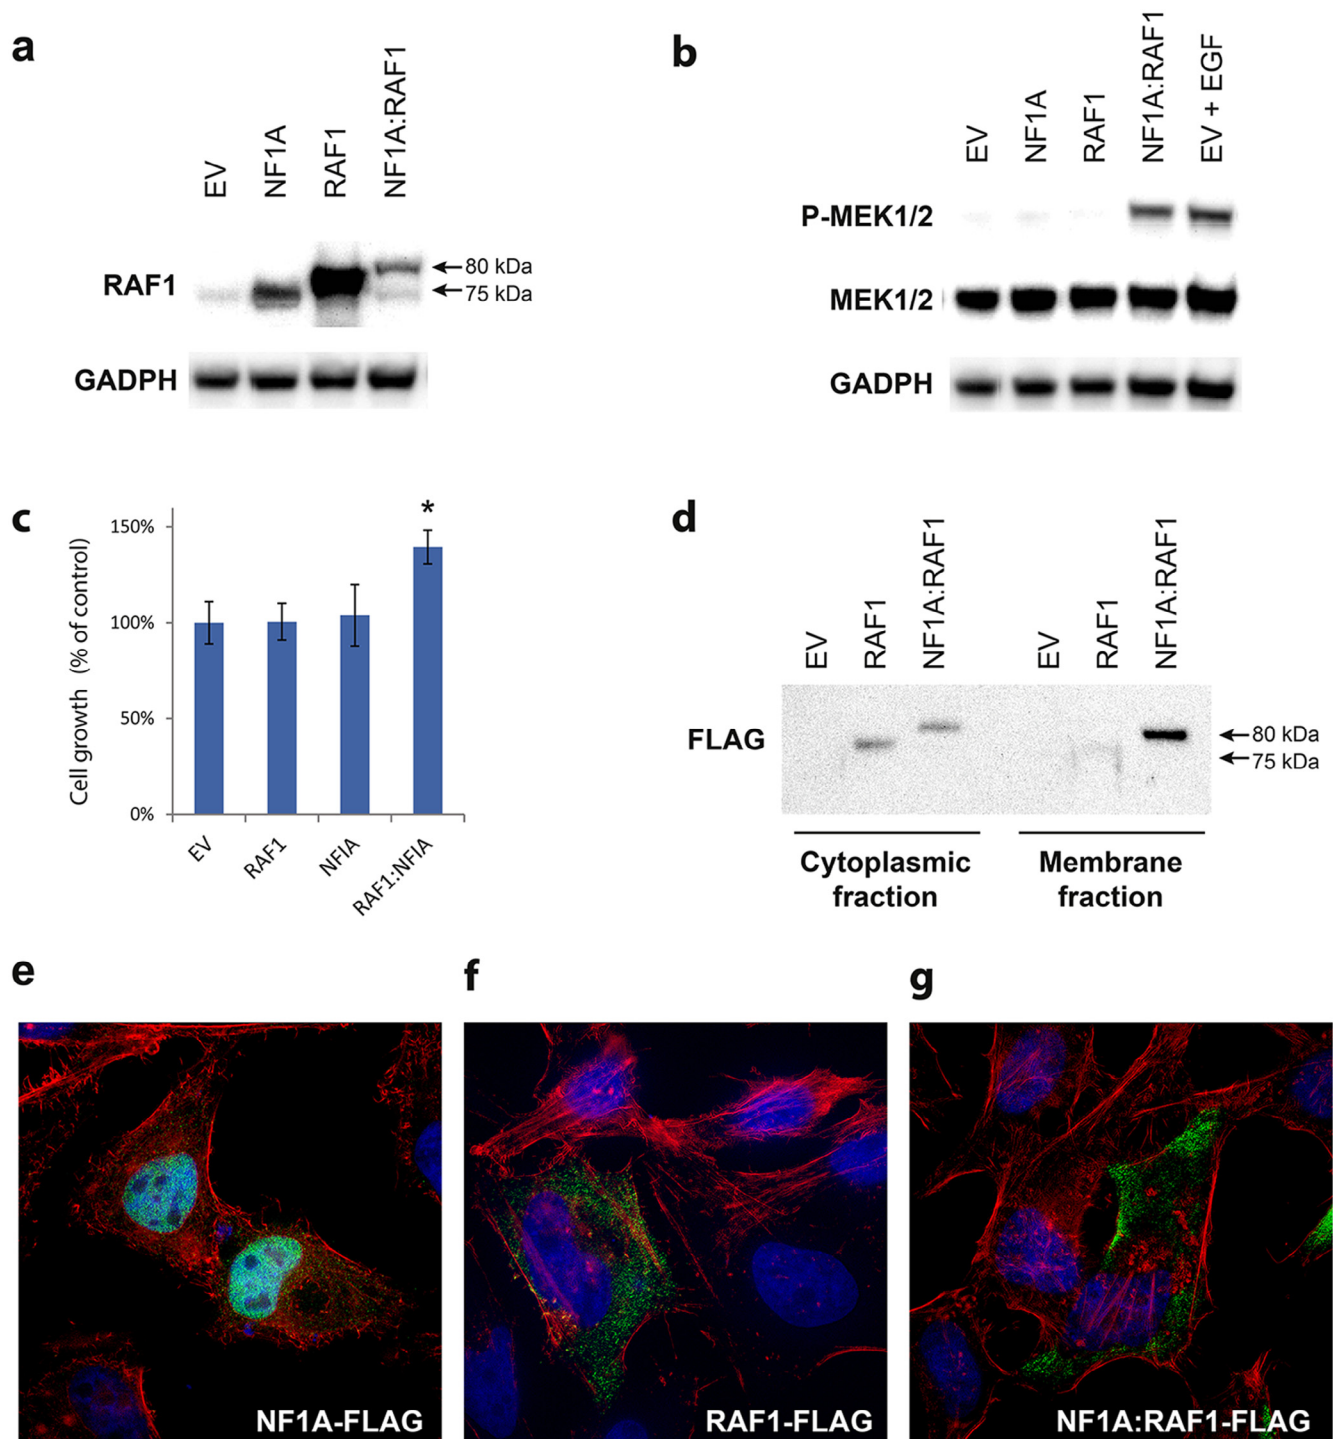 a
EV
NF1A
RAF1
NF1A:RAF1
RAF1
80 kDa
75 kDa
GADPH
b
EV
NF1A
RAF1
NF1A:RAF1
EV + EGF
P-MEK1/2
MEK1/2
GADPH
c
Cell growth (% of control)
150%
*
100%
50%
0%
EV
RAF1
NFIA
RAF1:NFIA
d
EV
RAF1
NF1A:RAF1
EV
RAF1
NF1A:RAF1
FLAG
80 kDa
75 kDa
Cytoplasmic
fraction
Membrane
fraction
e
NF1A-FLAG
f
RAF1-FLAG
g
NF1A:RAF1-FLAG